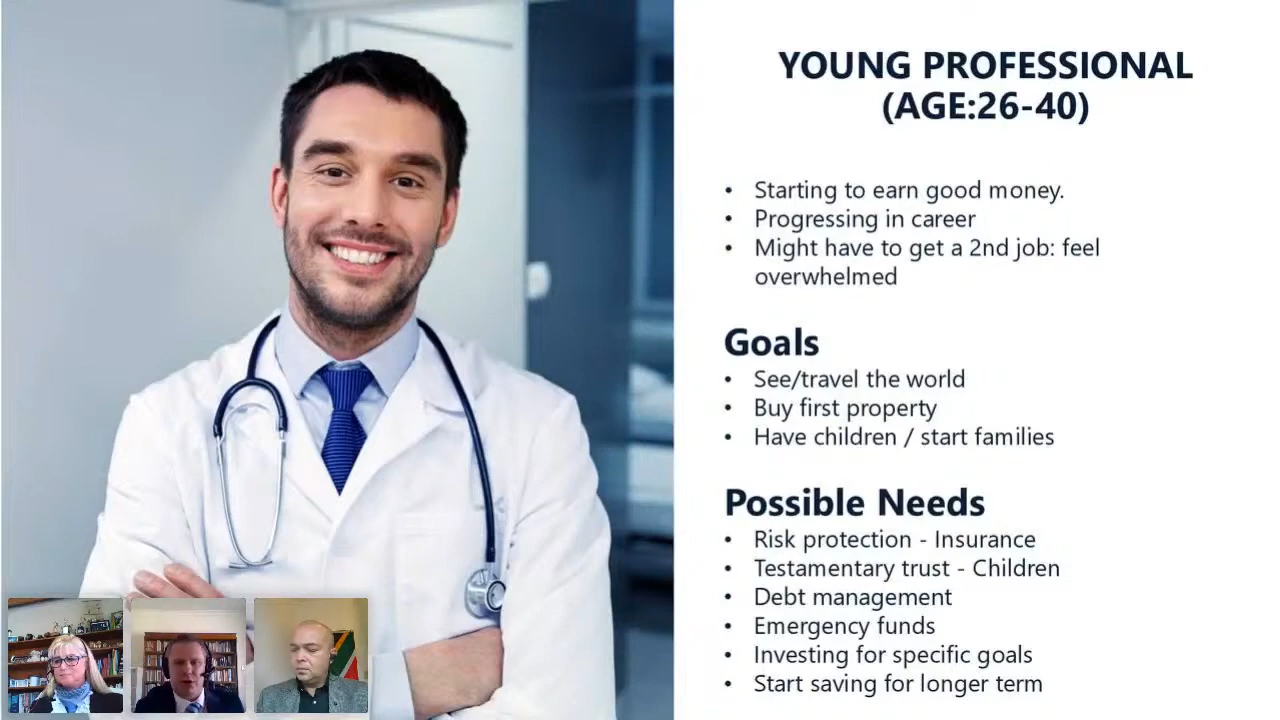 YOUNG PROFESSIONAL
(AGE:26-40)
• Starting to earn good money.
• Progressing in career
• Might have to get a 2nd job: feel
overwhelmed
Goals
• See/travel the world
• Buy first property
• Have children / start families
Possible Needs
• Risk protection - Insurance
• Testamentary trust - Children
• Debt management
• Emergency funds
• Investing for specific goals
• Start saving for longer term